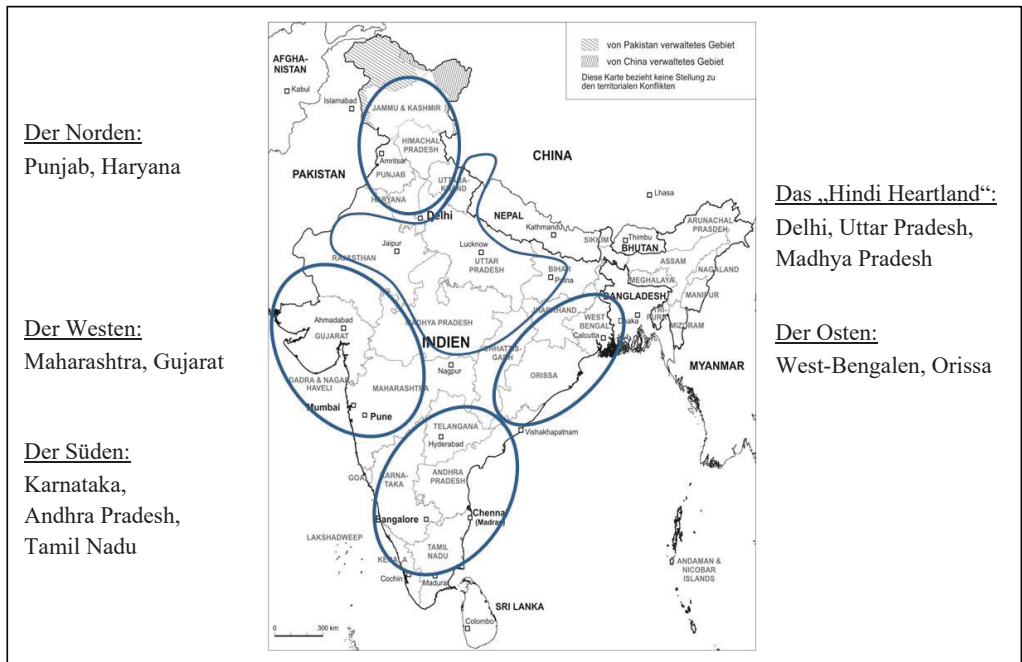 Der Norden:
Punjab, Haryana
Der Westen:
Maharashtra, Gujarat
Der Süden:
Karnataka,
Andhra Pradesh,
Tamil Nadu
von Pakistan verwaltetes Gebiet
von China verwaltetes Gebiet
Diese Karte bezieht keine Stellung zu
den territorialen Konflikten
AFGHA-
NISTAN
Kabul
Islamabad
JAMMU & KASHMIR
HIMACHAL
PRADESH
Amritsar
PUNJAB
UTTARA-
KHAND
HARYANA
PAKISTAN
CHINA
Delhi
NEPAL
Lhasa
Kathmandu
SIKKIM
Thimbu
BHUTAN
ARUNACHAL
PRASDEH
ASSAM
NAGALAND
MEGHALAYA
MANIPUR
Jaipur
Lucknow
RAJASTHAN
UTTAR
PRADESH
BIHAR
Patna
BANGLADESH
Dhaka
TRI-
PURA
MIZORAM
JHARKHAND
WEST
BENGAL
Calcutta
Ahmadabad
GUJARAT
MADHYA PRADESH
INDIEN
CHHATTIS-
GARH
MYANMAR
Nagpur
ORISSA
DADRA & NAGAR
HAVELI
MAHARASHTRA
Mumbai
Pune
TELANGANA
Hyderabad
Vishakhapatnam
GOA
KARNA-
TAKA
ANDHRA
PRADESH
Bangalore
Chennai
(Madras)
LAKSHADWEEP
TAMIL
NADU
KERALA
Cochin
Madurai
ANDAMAN &
NICOBAR
ISLANDS
SRI LANKA
Colombo
0 300 km
Das „Hindi Heartland“:
Delhi, Uttar Pradesh,
Madhya Pradesh
Der Osten:
West-Bengalen, Orissa